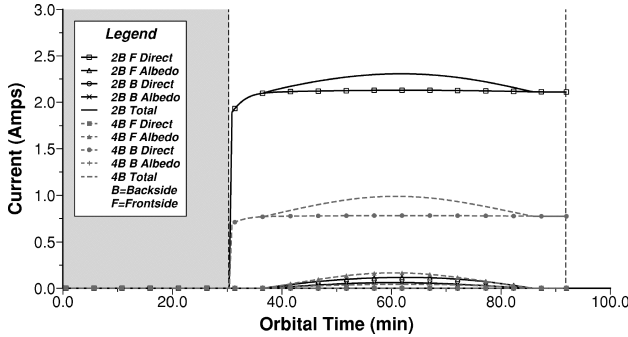 3.0
2.5
2.0
1.5
1.0
0.5
0.0
Current (Amps)
Legend
2B F Direct
2B F Albedo
2B B Direct
2B B Albedo
2B Total
4B F Direct
4B F Albedo
4B B Direct
4B B Albedo
4B Total
B=Backside
F=Frontside
0.0 20.0 40.0 60.0 80.0 100.0
Orbital Time (min)